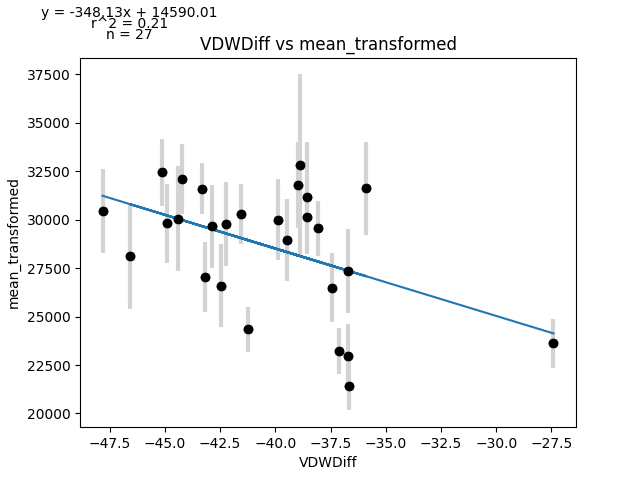 y = -348.13x + 14590.01
r^2 = 0.21
n = 27
VDWDiff vs mean_transformed
37500
35000
32500
30000
27500
25000
22500
20000
mean_transformed
−47.5 −45.0 −42.5 −40.0 −37.5 −35.0 −32.5 −30.0 −27.5
VDWDiff